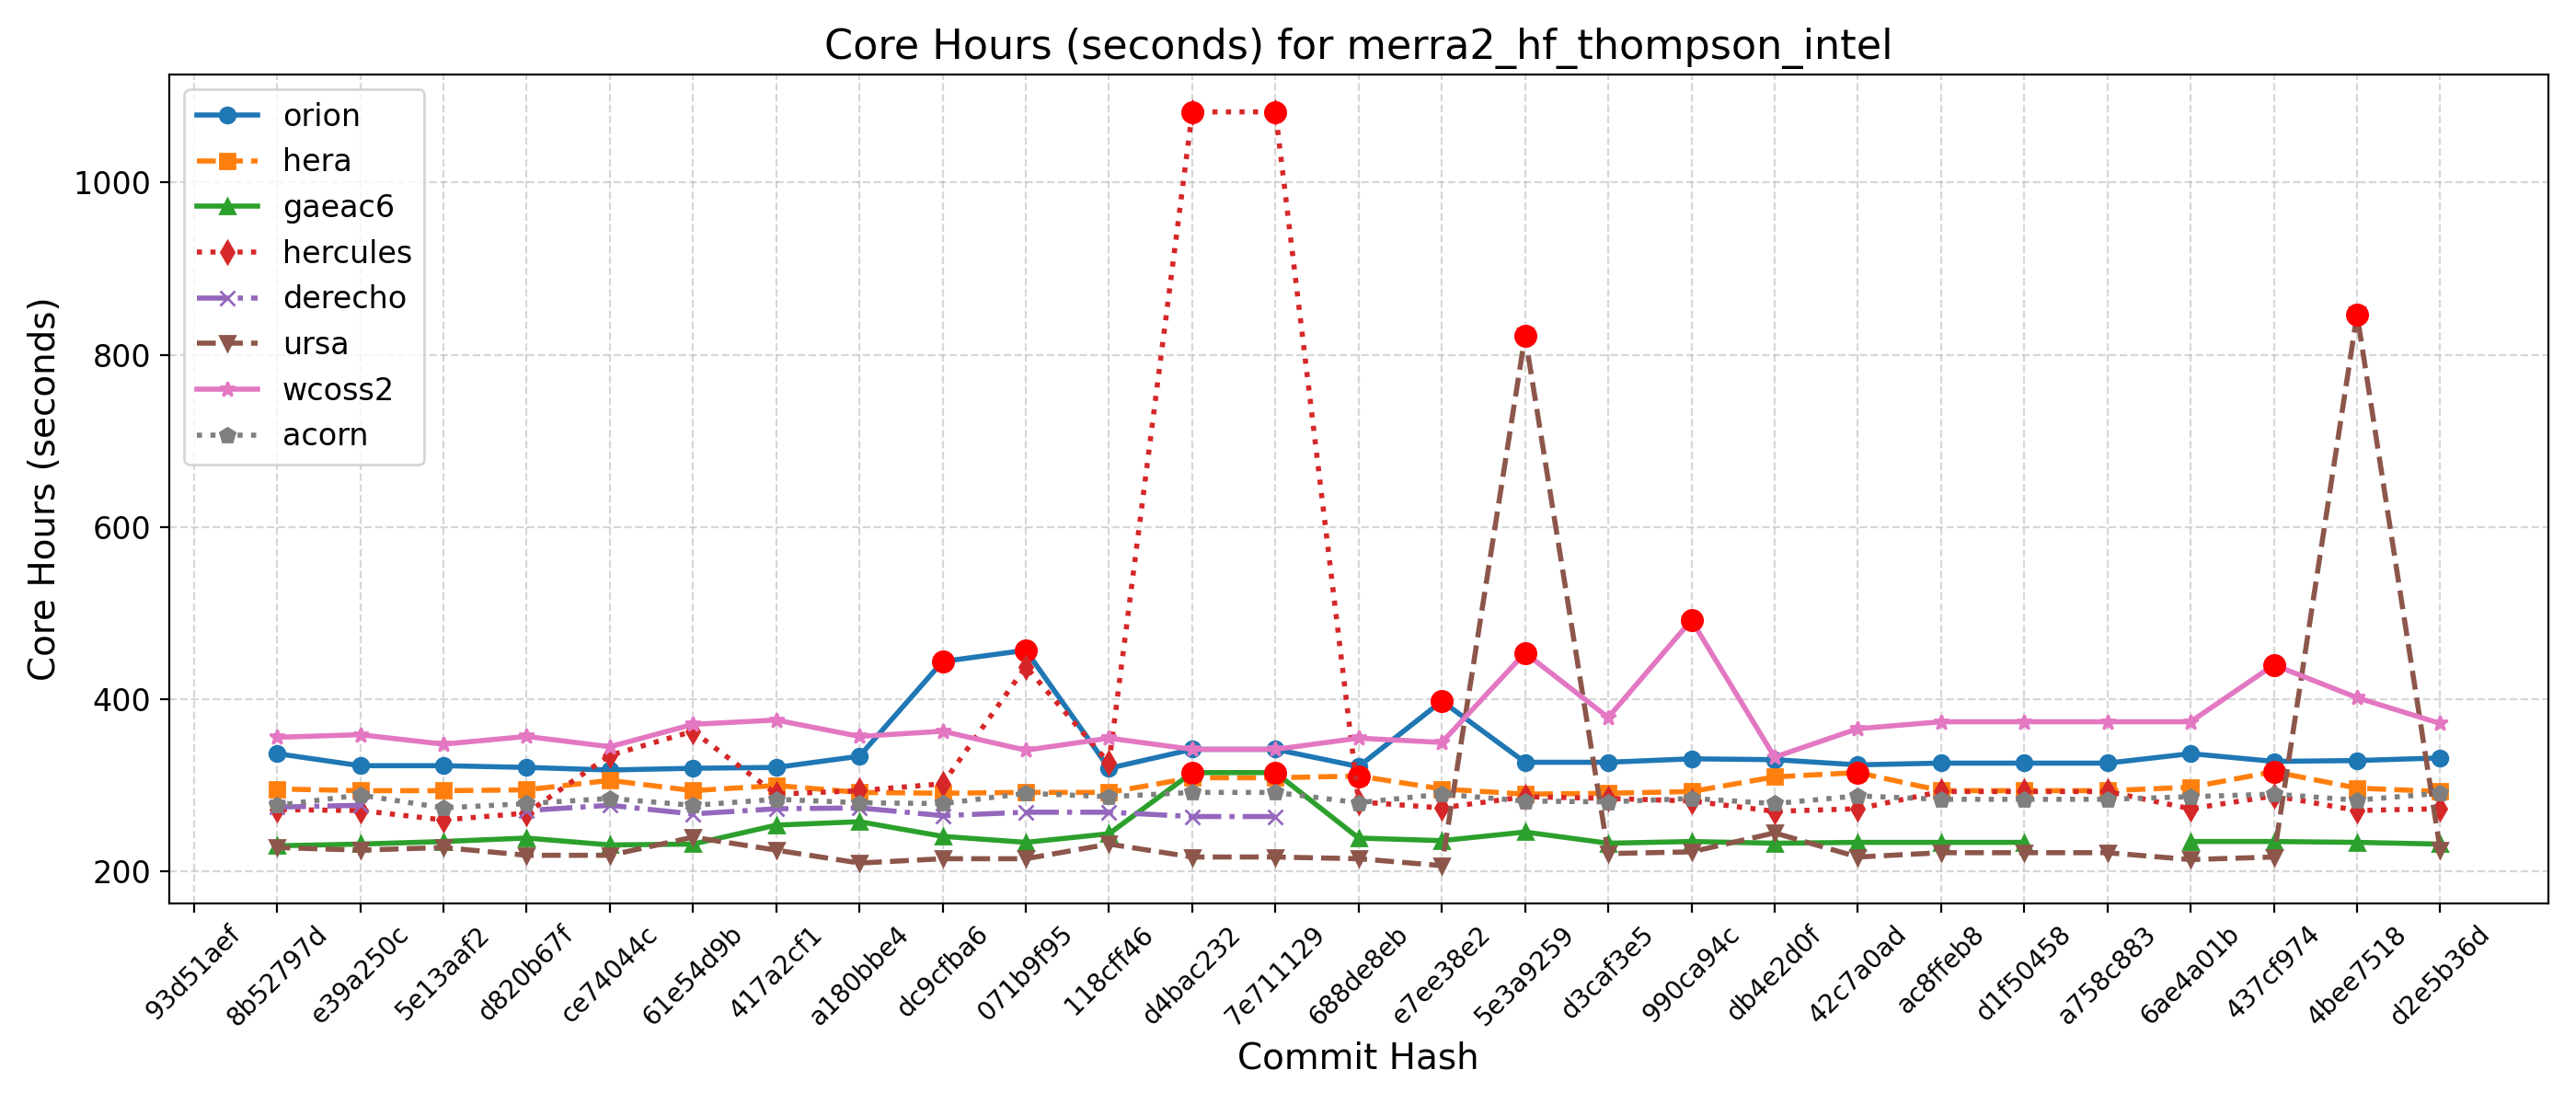 Core Hours (seconds) for merra2_hf_thompson_intel
Core Hours (seconds)
1000
800
600
400
200
orion
hera
gaeac6
hercules
derecho
ursa
wcoss2
acorn
93d51aef
8b52797d
e39a250c
5e13aaf2
d820b67f
ce74044c
61e54d9b
417a2cf1
a180bbe4
dc9cfba6
071b9f95
118cff46
d4bac232
7e711129
688de8eb
e7ee38e2
5e3a9259
d3caf3e5
990ca94c
db4e2d0f
42c7a0ad
ac8ffeb8
d1f50458
a758c883
6ae4a01b
437cf974
4bee7518
d2e5b36d
Commit Hash